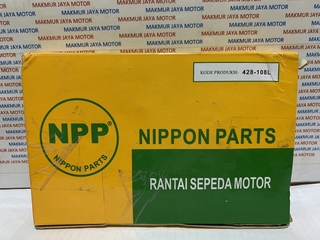 MAKMUR JAYA MOTOR
KODE PRODUKSI: 428-108L
NPP®
NIPPON PARTS
NIPPON PARTS
RANTAI SEPEDA MOTOR